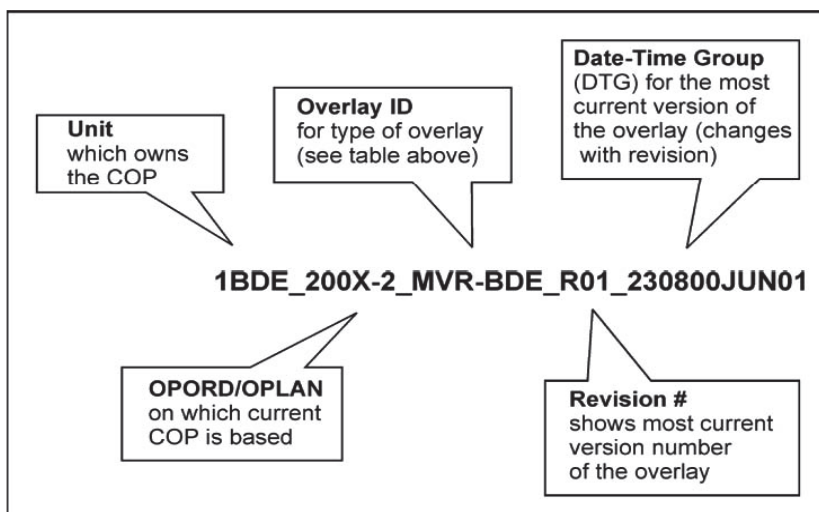 Unit
which owns
the COP
Overlay ID
for type of overlay
(see table above)
Date-Time Group
(DTG) for the most
current version of
the overlay (changes
with revision)
1BDE_200X-2_MVR-BDE_R01_230800JUN01
OPORD/OPLAN
on which current
COP is based
Revision #
shows most current
version number
of the overlay